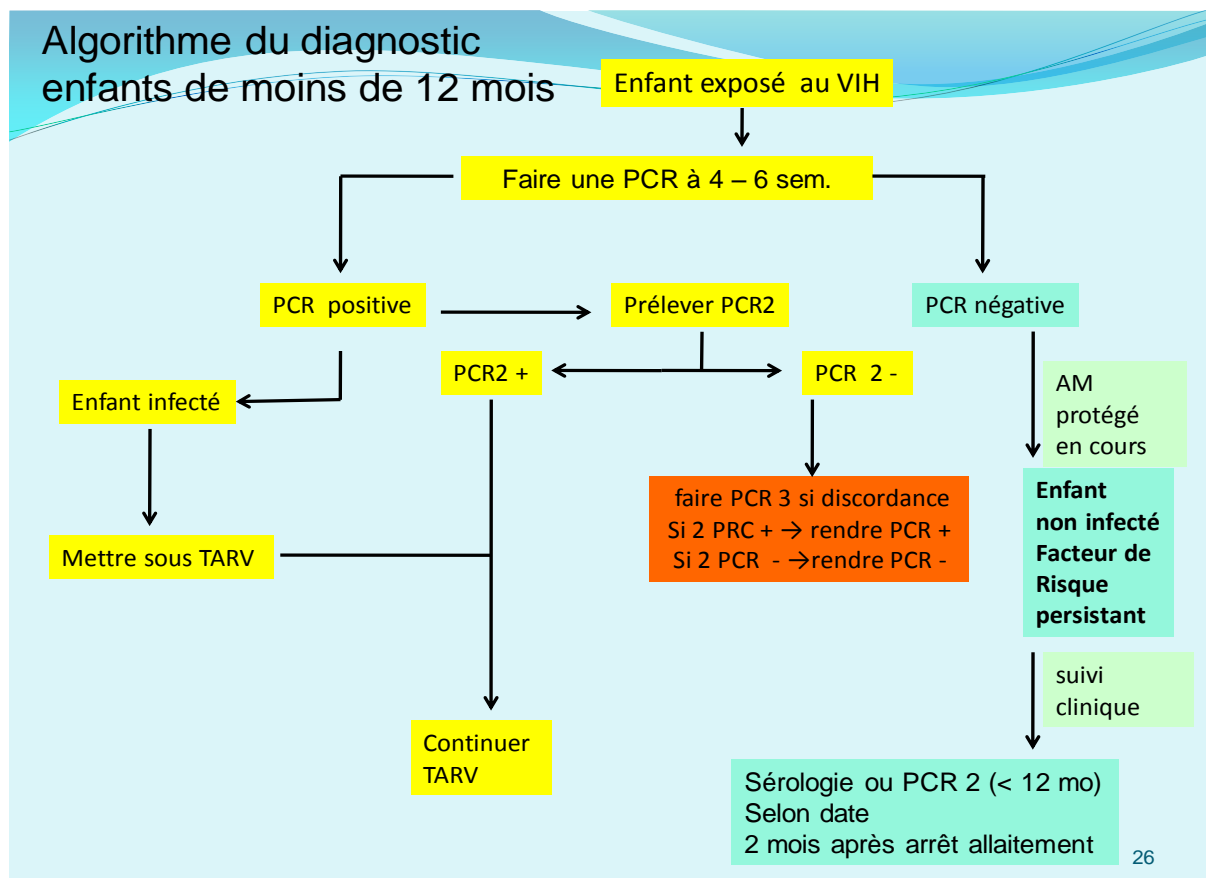 Algorithme du diagnostic
enfants de moins de 12 mois
Enfant exposé au VIH
Faire une PCR à 4 – 6 sem.
PCR positive
Prélever PCR2
PCR négative
PCR2 +
PCR 2 -
AM
protégé
en cours
Enfant infecté
faire PCR 3 si discordance
Si 2 PRC + → rendre PCR +
Si 2 PCR - →rendre PCR -
Enfant
non infecté
Facteur de
Risque
persistant
Mettre sous TARV
suivi
clinique
Continuer
TARV
Sérologie ou PCR 2 (< 12 mo)
Selon date
2 mois après arrêt allaitement
26